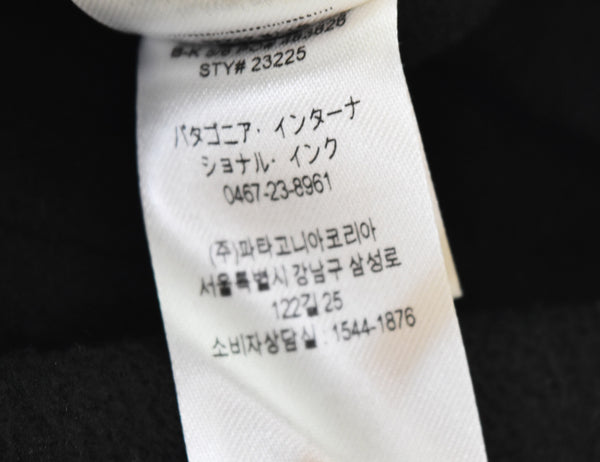 STY# 23225
パタゴニア・インターナ
ショナル・インク
0467-23-8961
(주)파타고니아코리아
서울특별시 강남구 삼성로
122길 25
소비자상담실 : 1544-1876